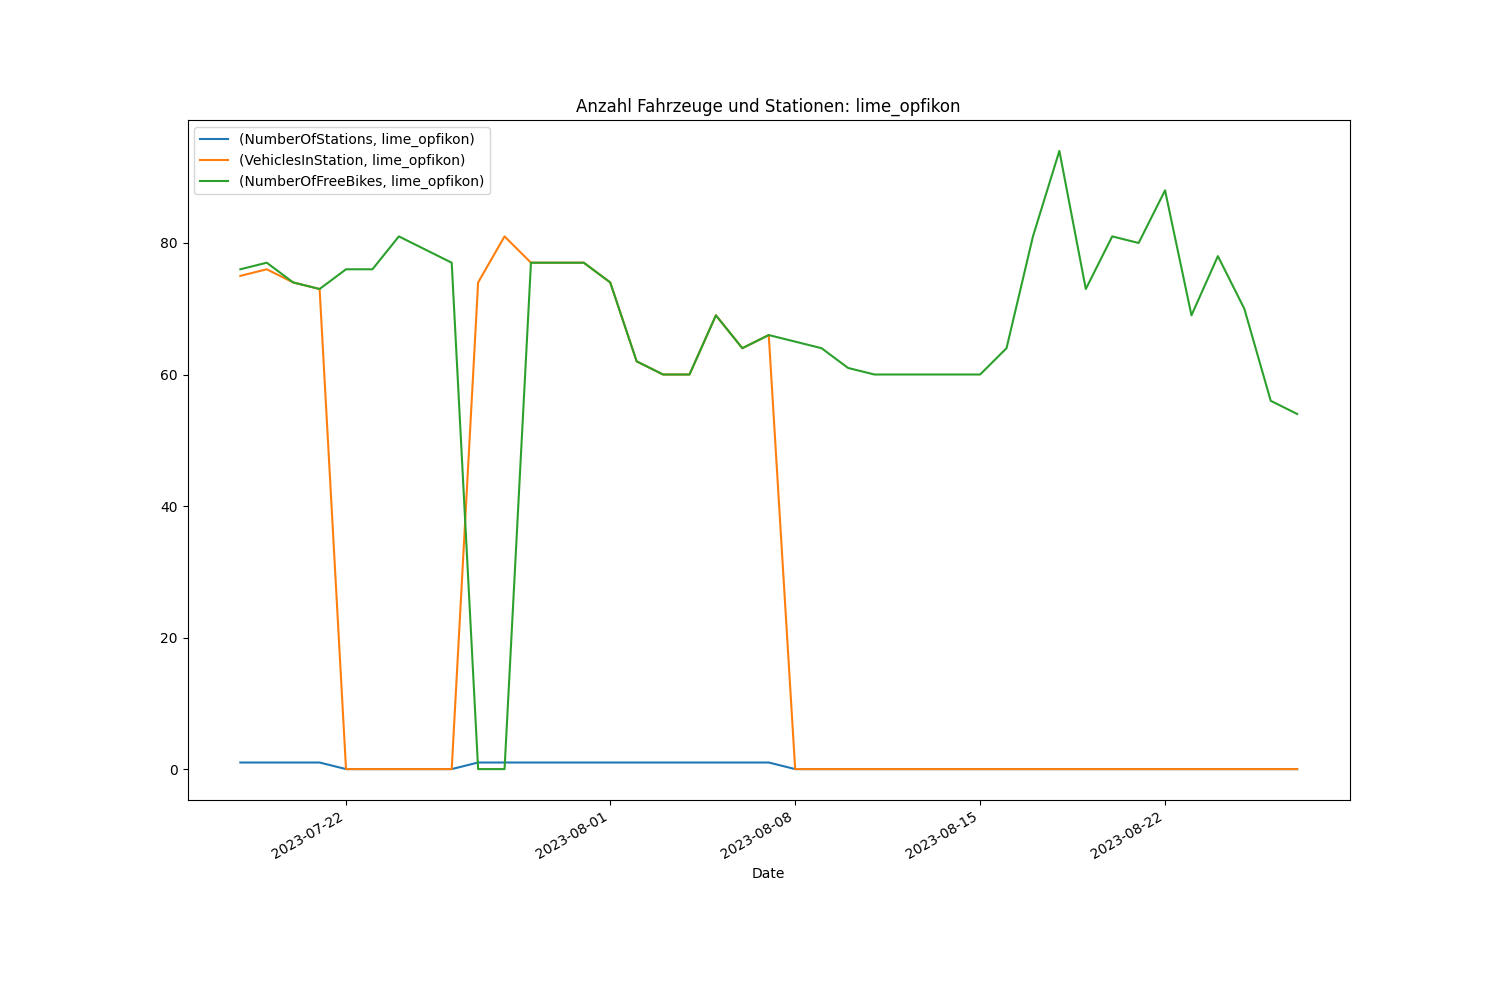 Anzahl Fahrzeuge und Stationen: lime_opfikon
(NumberOfStations, lime_opfikon)
(VehiclesInStation, lime_opfikon)
(NumberOfFreeBikes, lime_opfikon)
80
60
40
20
0
2023-07-22
2023-08-01
2023-08-08
2023-08-15
2023-08-22
Date